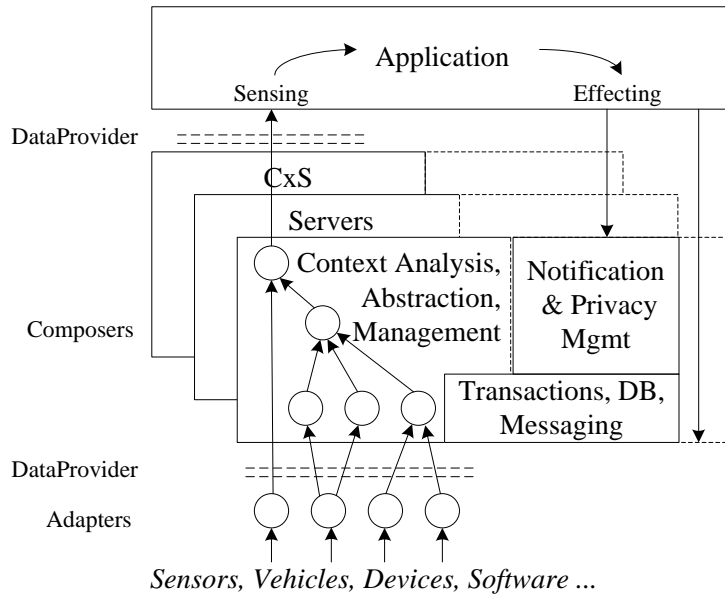 Application
Sensing
Effecting
DataProvider
CxS
Servers
Context Analysis,
Abstraction,
Management
Notification
& Privacy
Mgmt
Composers
Transactions, DB,
Messaging
DataProvider
Adapters
Sensors, Vehicles, Devices, Software ...